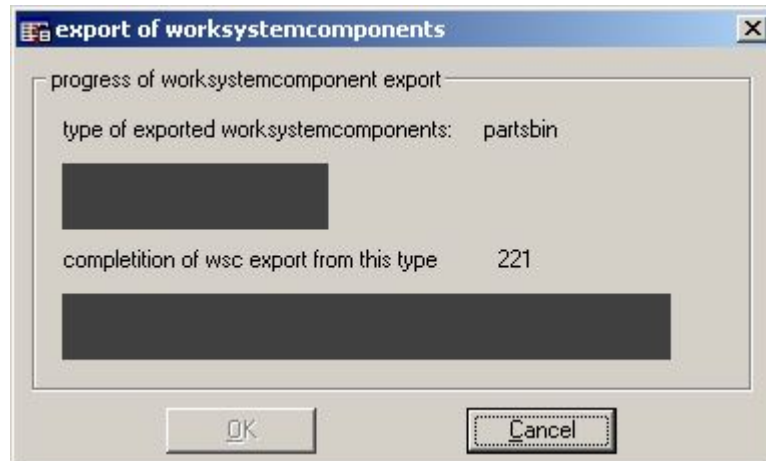 export of worksystemcomponents
progress of worksystemcomponent export
type of exported worksystemcomponents: partsbin
completition of wsc export from this type 221
OK Cancel